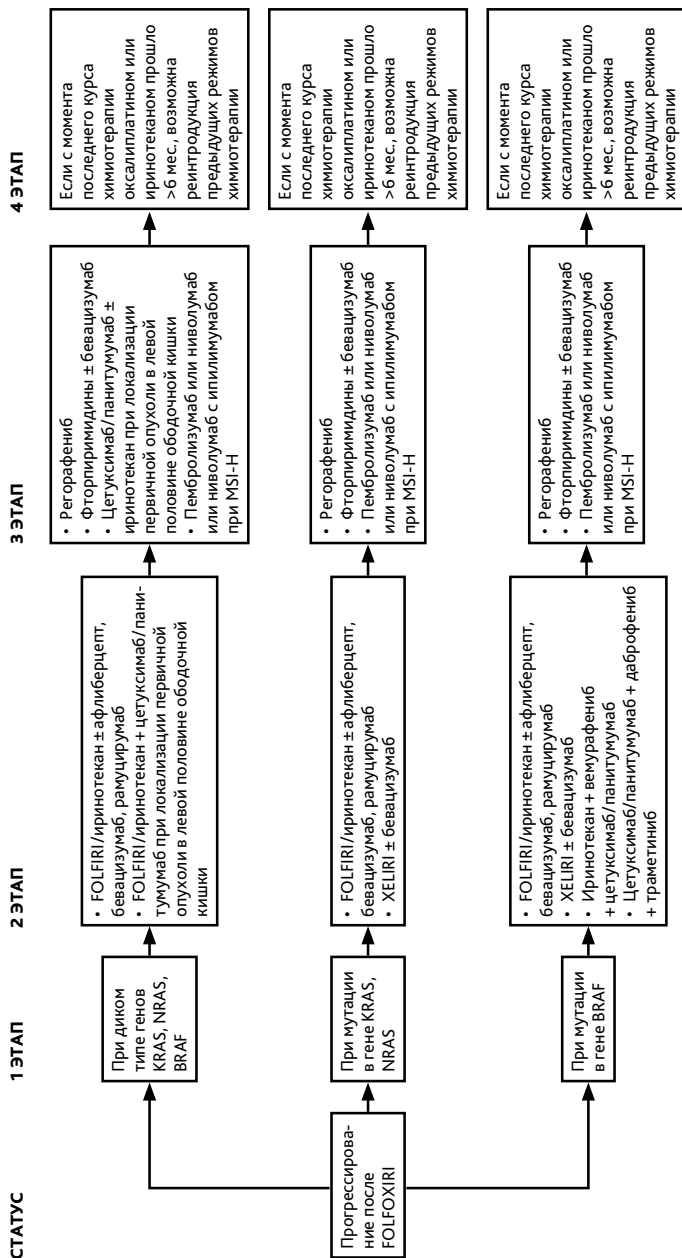 СТАТУС
1 ЭТАП
2 ЭТАП
3 ЭТАП
4 ЭТАП
Прогрессирова-
ние после
FOLFOXIRI
При диком
типе генов
KRAS, NRAS,
BRAF
• FOLFIRI/иринотекан ± афлиберцепт,
бевацизумаб, рамуцирумаб
• FOLFIRI/иринотекан + цетуксимаб/пани-
тумумаб при локализации первичной
опухоли в левой половине ободочной
кишки
• Регорафениб
• Фторпиримидины ± бевацизумаб
• Цетуксимаб/панитумумаб ±
иринотекан при локализации
первичной опухоли в левой
половине ободочной кишки
• Пембролизумаб или ниволумаб
или ниволумаб с ипилимумабом
при MSI-H
Если с момента
последнего курса
химиотерапии
оксалиплатином или
иринотеканом прошло
>6 мес., возможна
реинтродукция
предыдущих режимов
химиотерапии
При мутации
в гене KRAS,
NRAS
• FOLFIRI/иринотекан ± афлиберцепт,
бевацизумаб, рамуцирумаб
• XELIRI ± бевацизумаб
• Регорафениб
• Фторпиримидины ± бевацизумаб
• Пембролизумаб или ниволумаб
или ниволумаб с ипилимумабом
при MSI-H
Если с момента
последнего курса
химиотерапии
оксалиплатином или
иринотеканом прошло
>6 мес., возможна
реинтродукция
предыдущих режимов
химиотерапии
При мутации
в гене BRAF
• FOLFIRI/иринотекан ± афлиберцепт,
бевацизумаб, рамуцирумаб
• XELIRI ± бевацизумаб
• Иринотекан + вемурафениб
+ цетуксимаб/панитумумаб
• Цетуксимаб/панитумумаб + даброфениб
+ траметиниб
• Регорафениб
• Фторпиримидины ± бевацизумаб
• Пембролизумаб или ниволумаб
или ниволумаб с ипилимумабом
при MSI-H
Если с момента
последнего курса
химиотерапии
оксалиплатином или
иринотеканом прошло
>6 мес., возможна
реинтродукция
предыдущих режимов
химиотерапии